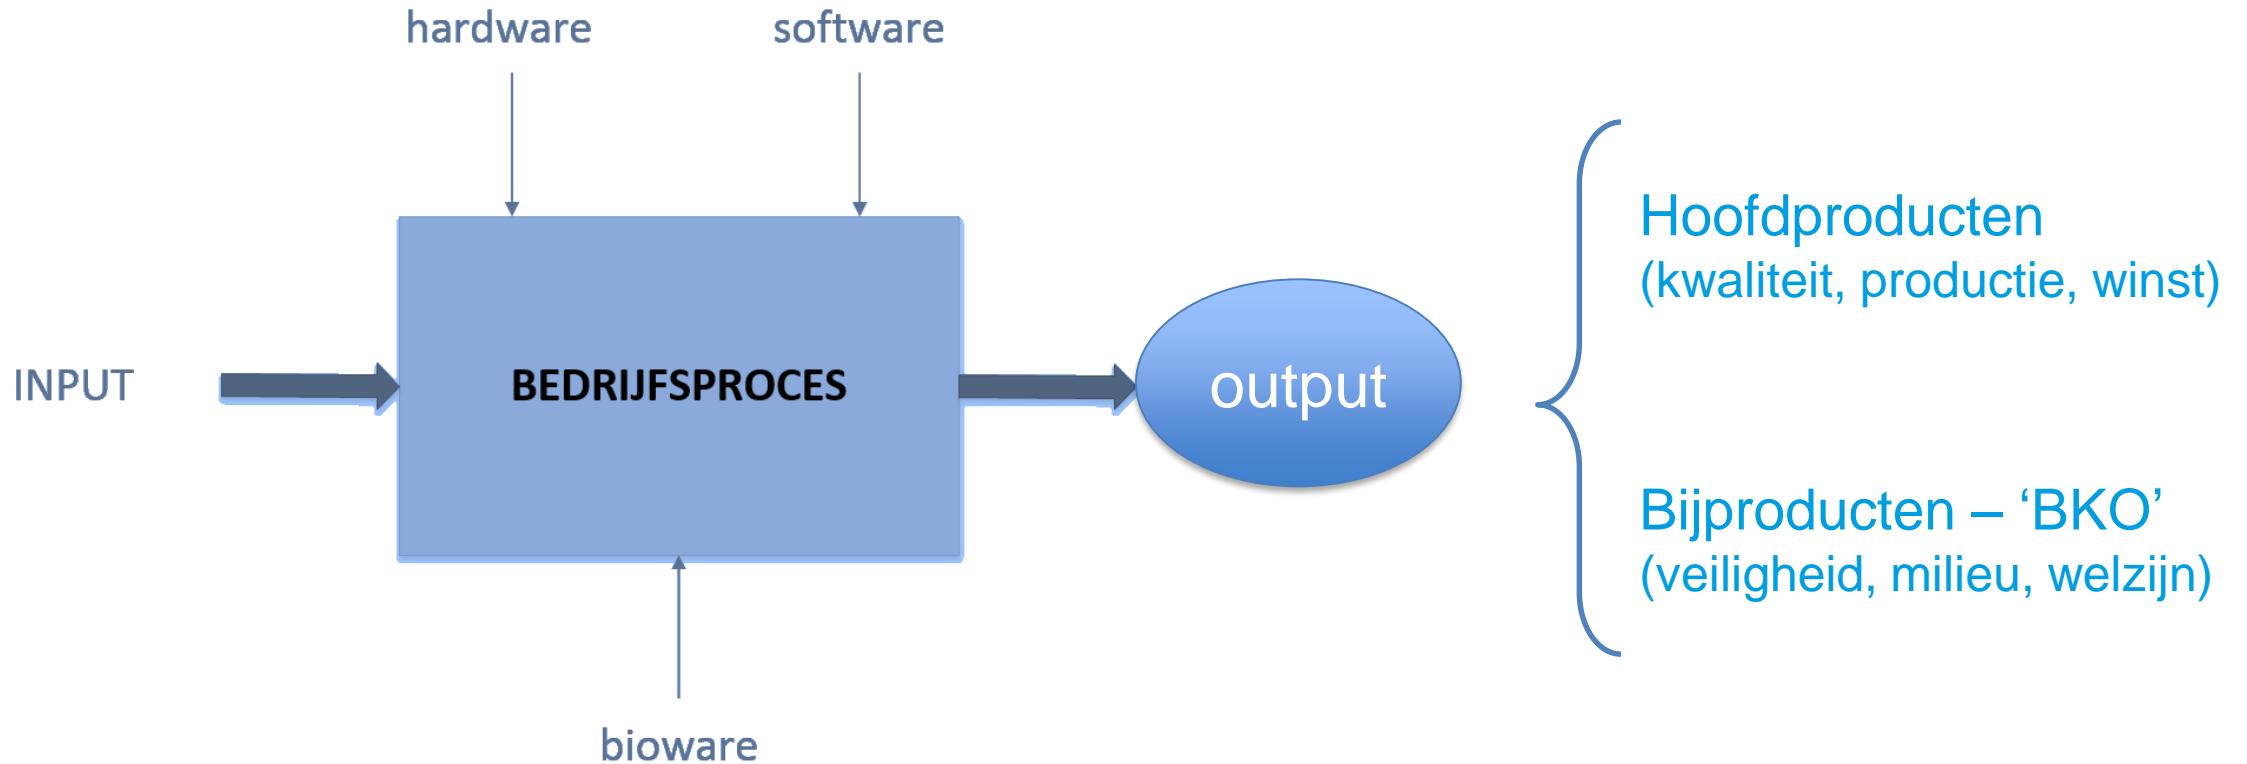 hardware
software
INPUT
BEDRIJFSPROCES
output
bioware
Hoofdproducten
(kwaliteit, productie, winst)
Bijproducten – ‘BKO’
(veiligheid, milieu, welzijn)